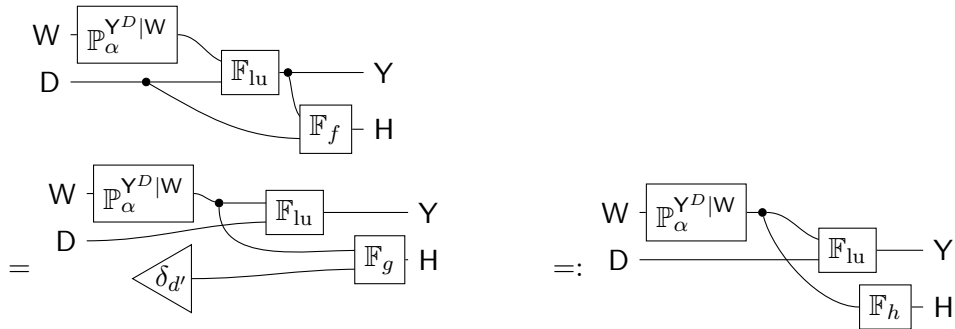 W ℙ_α^{Y^D|W} 𝔽_lu Y
D 𝔽_f H
W ℙ_α^{Y^D|W} 𝔽_lu Y
D
= δ_{d′} 𝔽_g H
=: W ℙ_α^{Y^D|W}
D 𝔽_lu Y
𝔽_h H